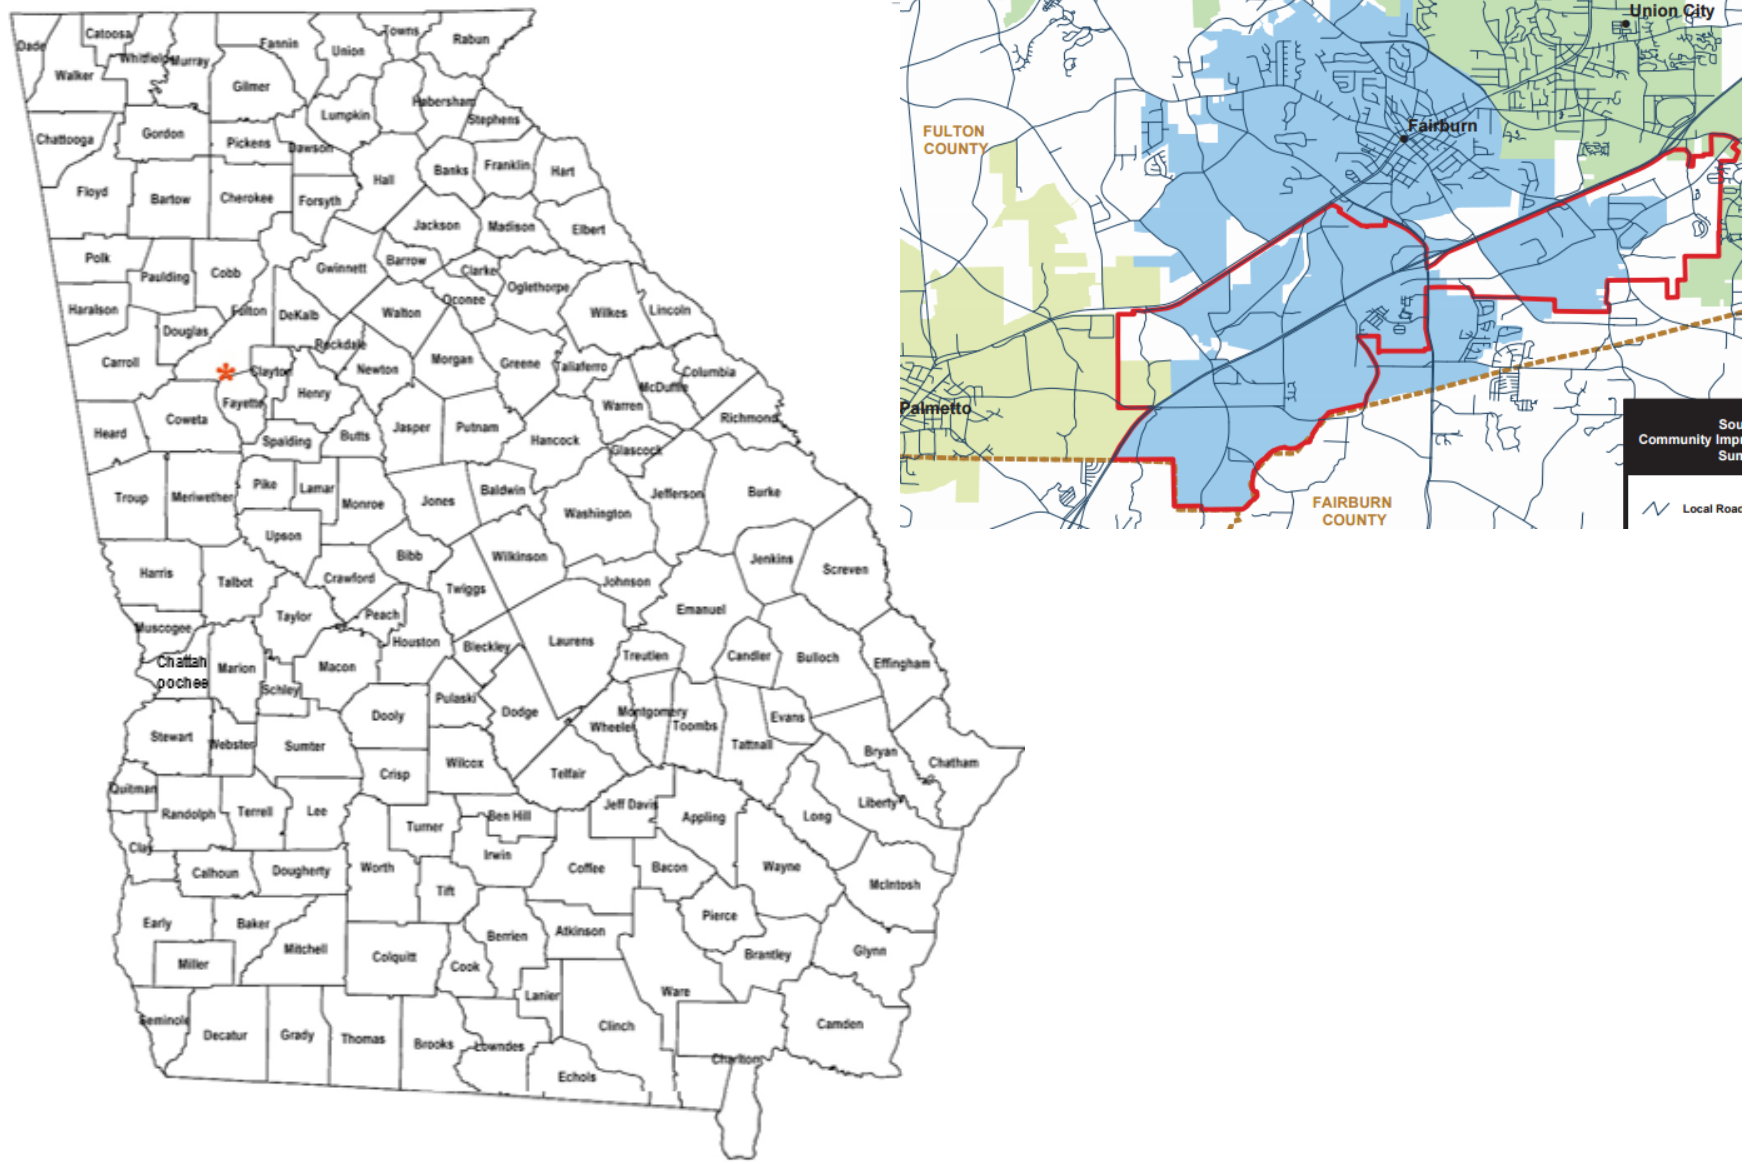 Dade
Catoosa
Whitfield
Murray
Fannin
Union
Towns
Rabun
Walker
Gilmer
Lumpkin
Habersham
Stephens
Chattooga
Gordon
Pickens
Dawson
Hall
Banks
Franklin
Hart
Floyd
Bartow
Cherokee
Forsyth
Jackson
Madison
Elbert
Polk
Paulding
Cobb
Gwinnett
Barrow
Clarke
Oglethorpe
Haralson
Fulton
DeKalb
Walton
Oconee
Wilkes
Lincoln
Douglas
Rockdale
Carroll
*
Clayton
Newton
Morgan
Greene
Taliaferro
Columbia
McDuffie
Henry
Fayette
Coweta
Warren
Richmond
Heard
Spalding
Butts
Jasper
Putnam
Hancock
Glascock
Troup
Meriwether
Pike
Lamar
Monroe
Jones
Baldwin
Jefferson
Burke
Washington
Upson
Bibb
Wilkinson
Jenkins
Screven
Harris
Talbot
Crawford
Twiggs
Johnson
Emanuel
Taylor
Peach
Muscogee
Houston
Bleckley
Laurens
Treutlen
Candler
Bulloch
Effingham
Chattah
oochee
Marion
Macon
Schley
Pulaski
Dooly
Dodge
Montgomery
Wheeler
Toombs
Evans
Tattnall
Stewart
Webster
Sumter
Bryan
Chatham
Wilcox
Crisp
Telfair
Quitman
Randolph
Terrell
Lee
Jeff Davis
Liberty
Turner
Ben Hill
Appling
Long
Clay
Calhoun
Dougherty
Worth
Irwin
Coffee
Bacon
Wayne
Tift
McIntosh
Early
Baker
Mitchell
Berrien
Atkinson
Pierce
Miller
Colquitt
Cook
Brantley
Glynn
Lanier
Ware
Seminole
Decatur
Grady
Thomas
Brooks
Lowndes
Clinch
Camden
Charlton
Echols
Union City
FULTON
COUNTY
Fairburn
Palmetto
FAIRBURN
COUNTY
Sou
Community Impr
Sum
Local Road